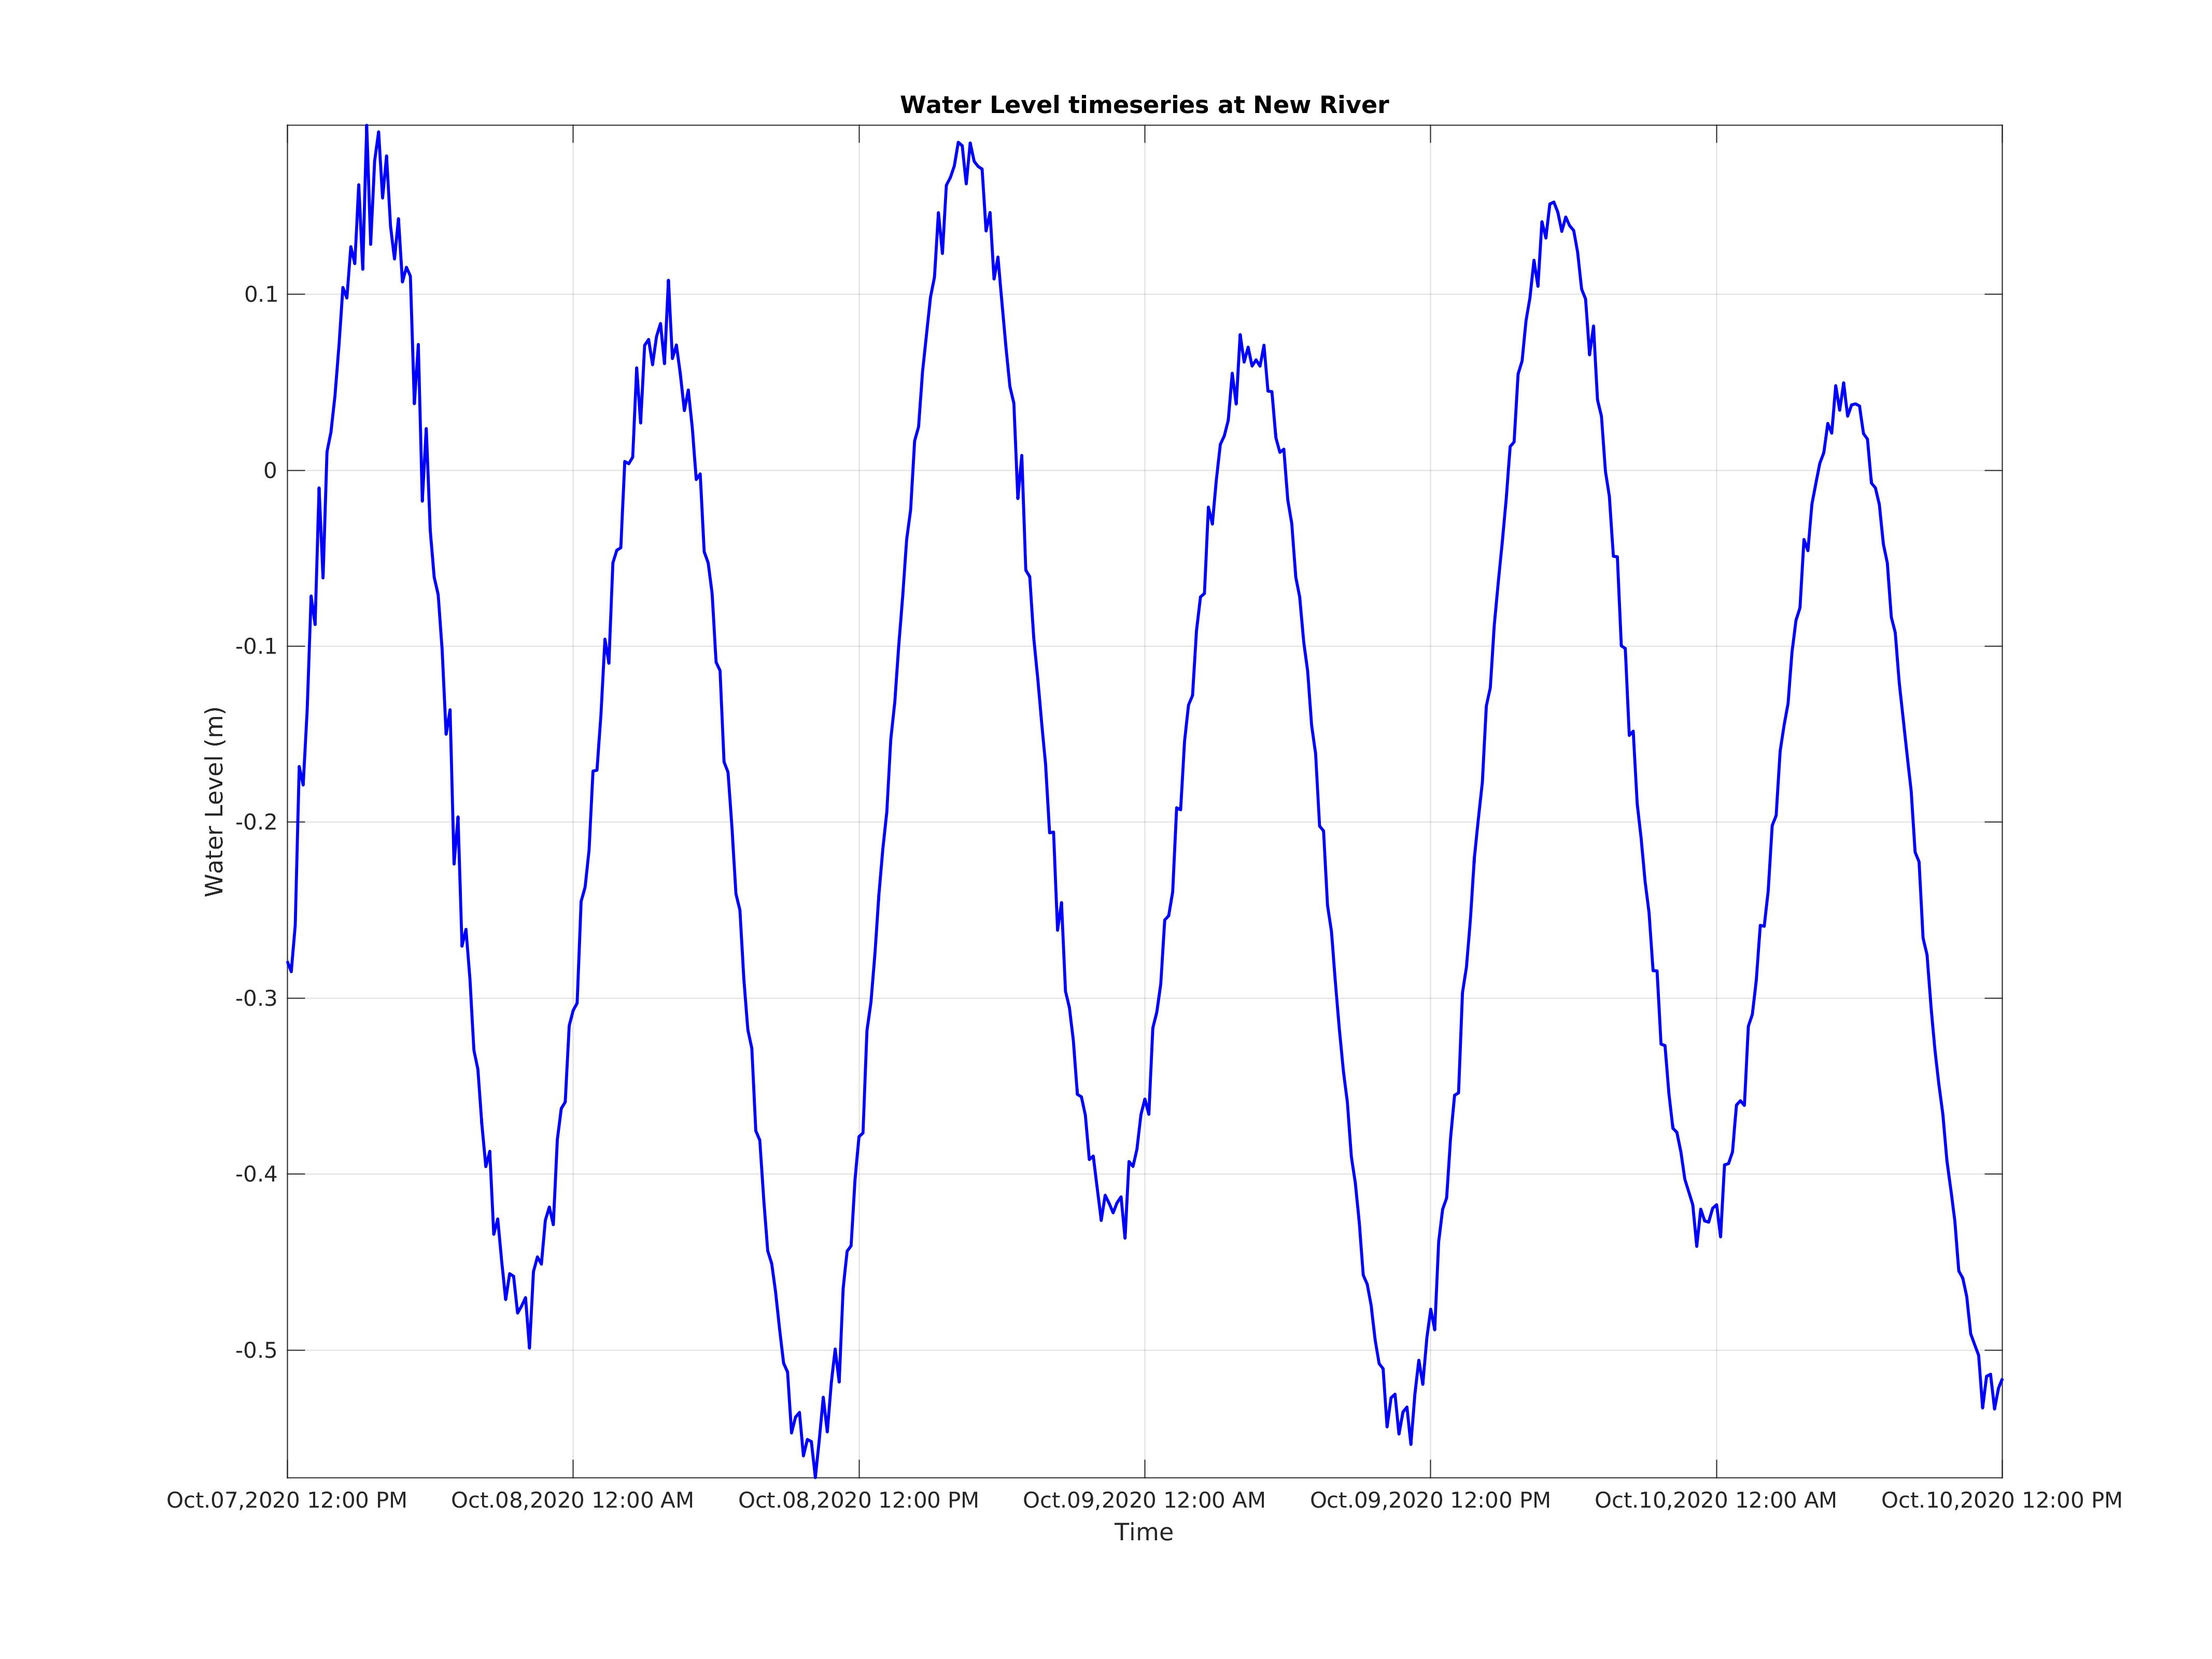 Water Level timeseries at New River
0.1
0
-0.1
-0.2
-0.3
-0.4
-0.5
Water Level (m)
Oct.07,2020 12:00 PM Oct.08,2020 12:00 AM Oct.08,2020 12:00 PM Oct.09,2020 12:00 AM Oct.09,2020 12:00 PM Oct.10,2020 12:00 AM Oct.10,2020 12:00 PM
Time